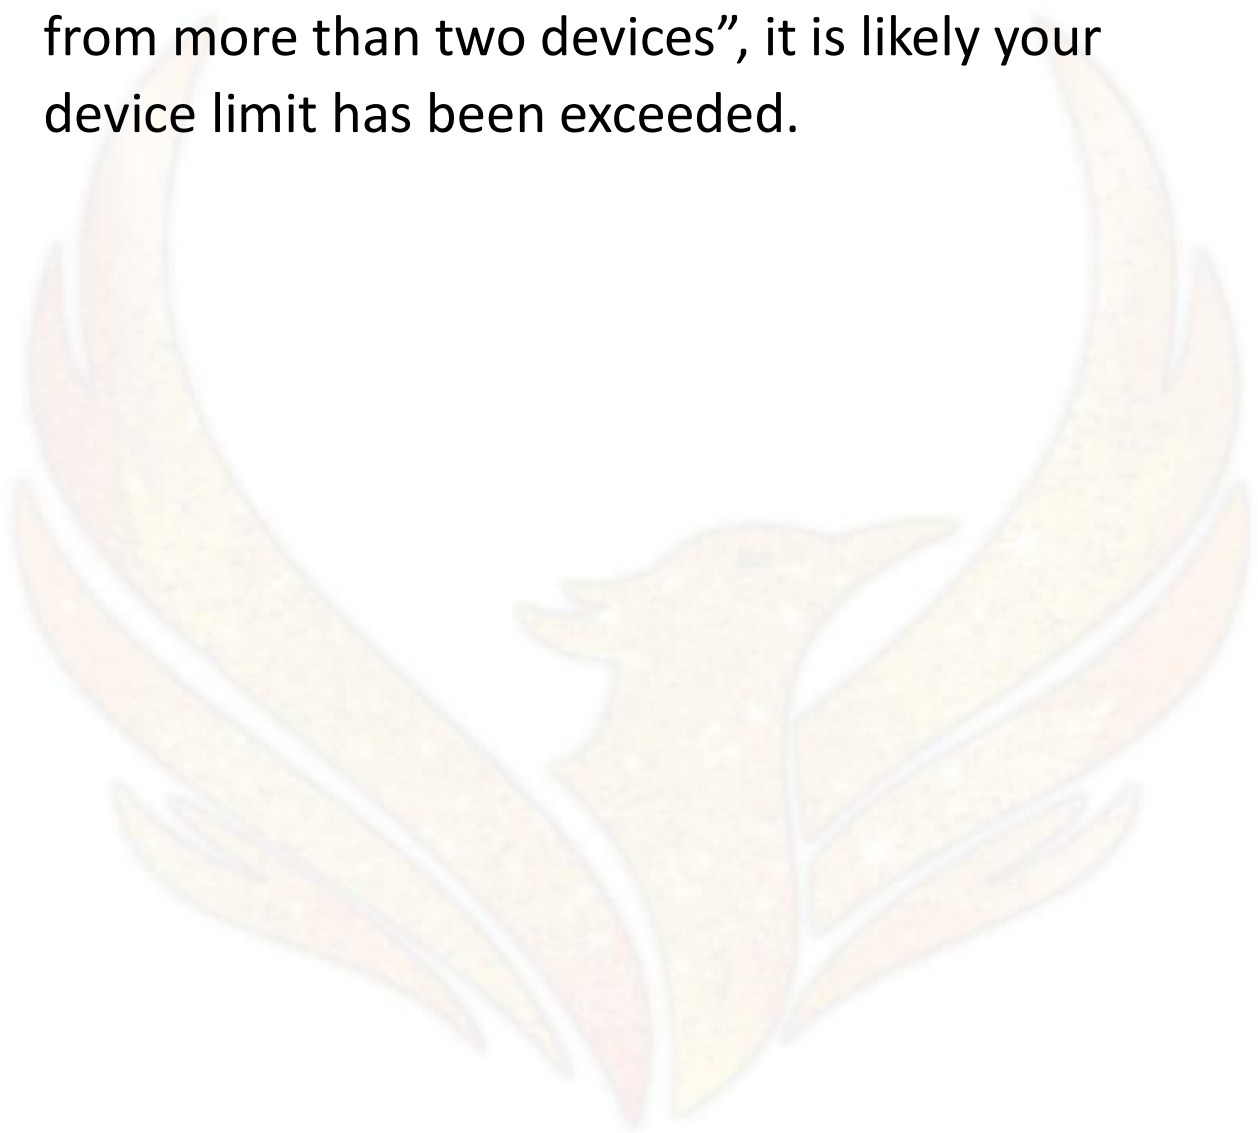 from more than two devices”, it is likely your
device limit has been exceeded.